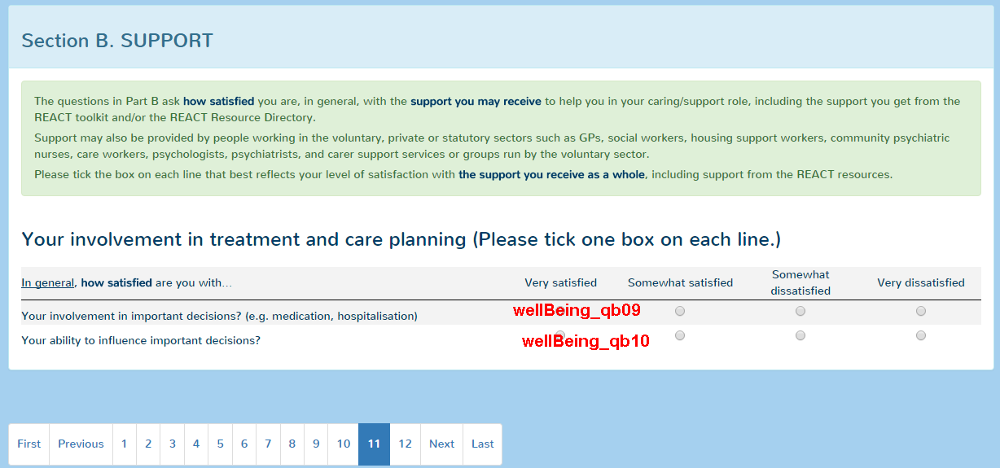 Section B. SUPPORT
The questions in Part B ask how satisfied you are, in general, with the support you may receive to help you in your caring/support role, including the support you get from the
REACT toolkit and/or the REACT Resource Directory.
Support may also be provided by people working in the voluntary, private or statutory sectors such as GPs, social workers, housing support workers, community psychiatric
nurses, care workers, psychologists, psychiatrists, and carer support services or groups run by the voluntary sector.
Please tick the box on each line that best reflects your level of satisfaction with the support you receive as a whole, including support from the REACT resources.
Your involvement in treatment and care planning (Please tick one box on each line.)
In general, how satisfied are you with... Very satisfied Somewhat satisfied Somewhat dissatisfied Very dissatisfied
Your involvement in important decisions? (e.g. medication, hospitalisation) wellBeing_qb09
Your ability to influence important decisions? wellBeing_qb10
First Previous 1 2 3 4 5 6 7 8 9 10 11 12 Next Last